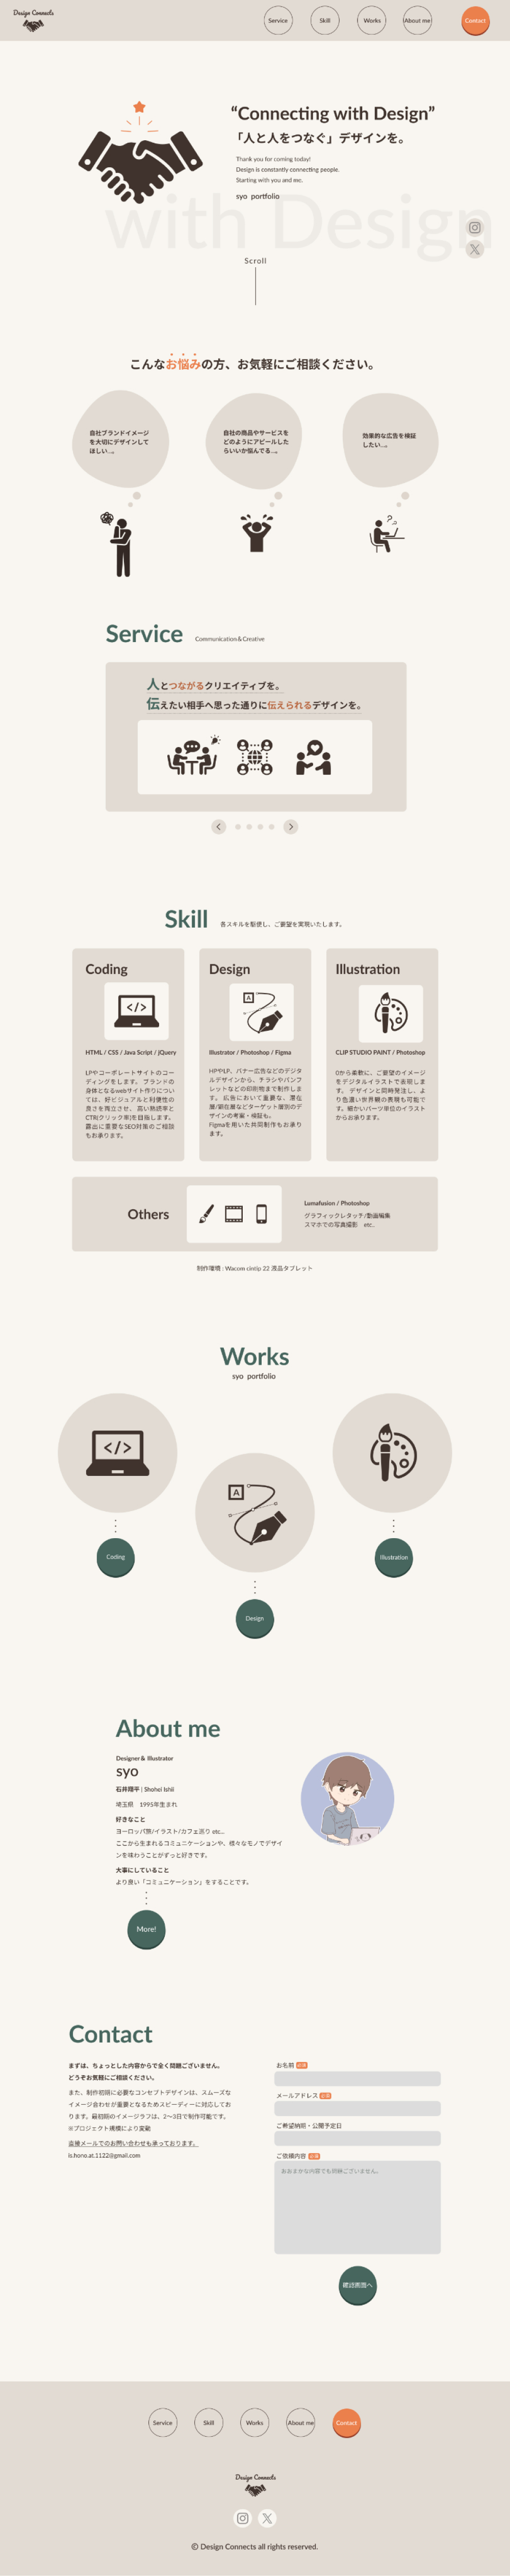 Design Connects
Service
Skill
Works
About me
Contact
“Connecting with Design”
「人と人をつなぐ」デザインを。
Thank you for coming today!
Design is constantly connecting people.
Starting with you and me.
syo portfolio
with Design
Scroll
こんなお悩みの方、お気軽にご相談ください。
自社ブランドイメージ
を大切にデザインして
ほしい...。
自社の商品やサービスを
どのようにアピールした
らいいか悩んでる...。
効果的な広告を検証
したい...。
Service
Communication & Creative
人とつながるクリエイティブを。
伝えたい相手へ思った通りに伝えられるデザインを。
Skill
各スキルを駆使し、ご要望を実現いたします。
Coding
</>
HTML / CSS / Java Script / jQuery
LPやコーポレートサイトのコー
ディングをします。 ブランドの
身体となるwebサイト作りについ
ては、好ビジュアルと利便性の
良さを両立させ、 高い熟読率と
CTR(クリック率)を目指します。
露出に重要なSEO対策のご相談
もお承ります。
Design
A
Illustrator / Photoshop / Figma
HPやLP、バナー広告などのデジタ
ルデザインから、チラシやパンフ
レットなどの印刷物まで制作しま
す。 広告において重要な、潜在
層/顕在層などターゲット層別のデ
ザインの考案・検証も。
Figmaを用いた共同制作もお承り
ます。
Illustration
CLIP STUDIO PAINT / Photoshop
0から柔軟に、ご要望のイメージ
をデジタルイラストで表現しま
す。 デザインと同時発注し、よ
り色濃い世界観の表現も可能で
す。細かいパーツ単位のイラスト
からお承ります。
Others
Lumafusion / Photoshop
グラフィックレタッチ/動画編集
スマホでの写真撮影 etc...
制作環境 : Wacom cintip 22 液晶タブレット
Works
syo portfolio
</>
A
Coding
Design
Illustration
About me
Designer & Illustrator
syo
石井翔平 | Shohei Ishii
埼玉県 1995年生まれ
好きなこと
ヨーロッパ旅/イラスト/カフェ巡り etc...
ここから生まれるコミュニケーションや、様々なモノでデザイ
ンを味わうことがずっと好きです。
大事にしていること
より良い「コミュニケーション」をすることです。
More!
Contact
まずは、ちょっとした内容からで全く問題ございません。
どうぞお気軽にご相談ください。
また、制作初期に必要なコンセプトデザインは、スムーズな
イメージ合わせが重要となるためスピーディーに対応してお
ります。最初期のイメージラフは、2〜3日で制作可能です。
※プロジェクト規模により変動
直接メールでのお問い合わせも承っております。
is.hono.at.1122@gmail.com
お名前 必須
メールアドレス 必須
ご希望納期・公開予定日
ご依頼内容 必須
おおまかな内容でも問題ございません。
確認画面へ
Service
Skill
Works
About me
Contact
Design Connects
© Design Connects all rights reserved.